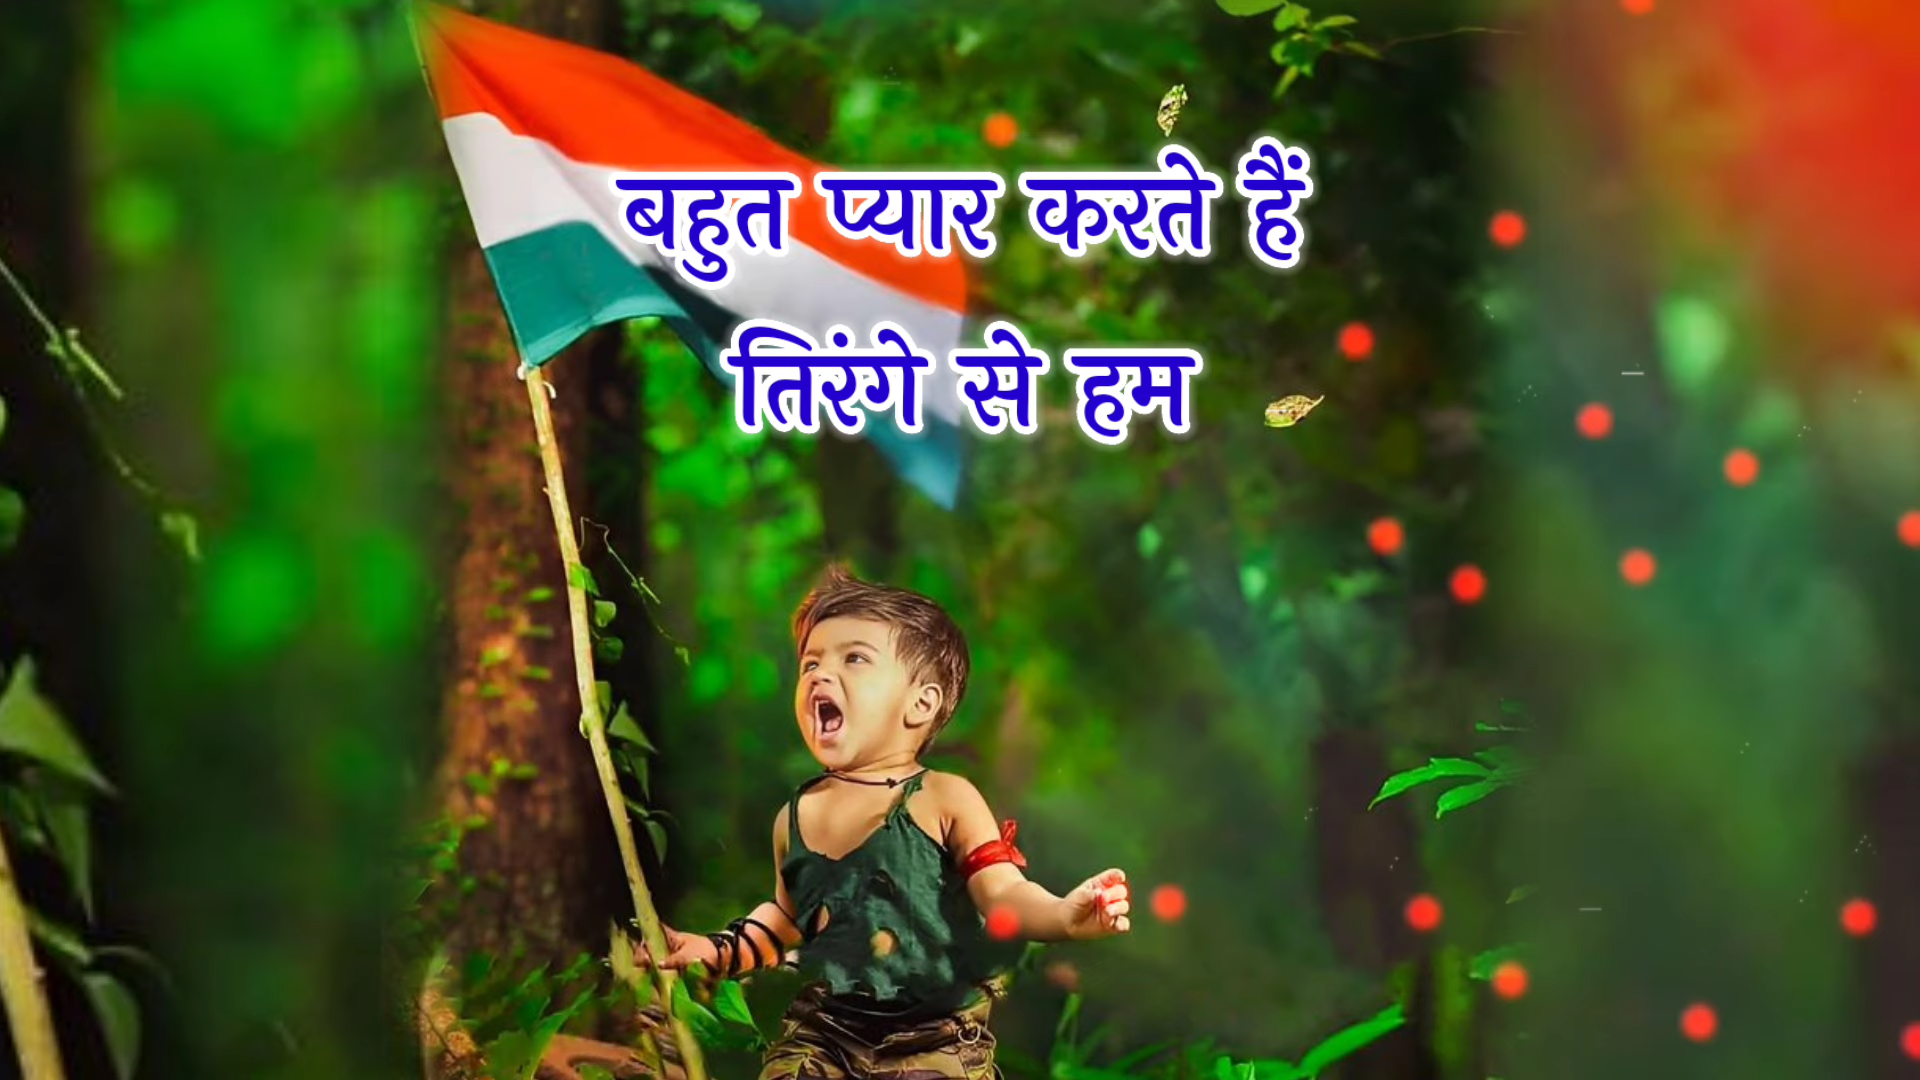 बहुत प्यार करते हैं
तिरंगे से हम